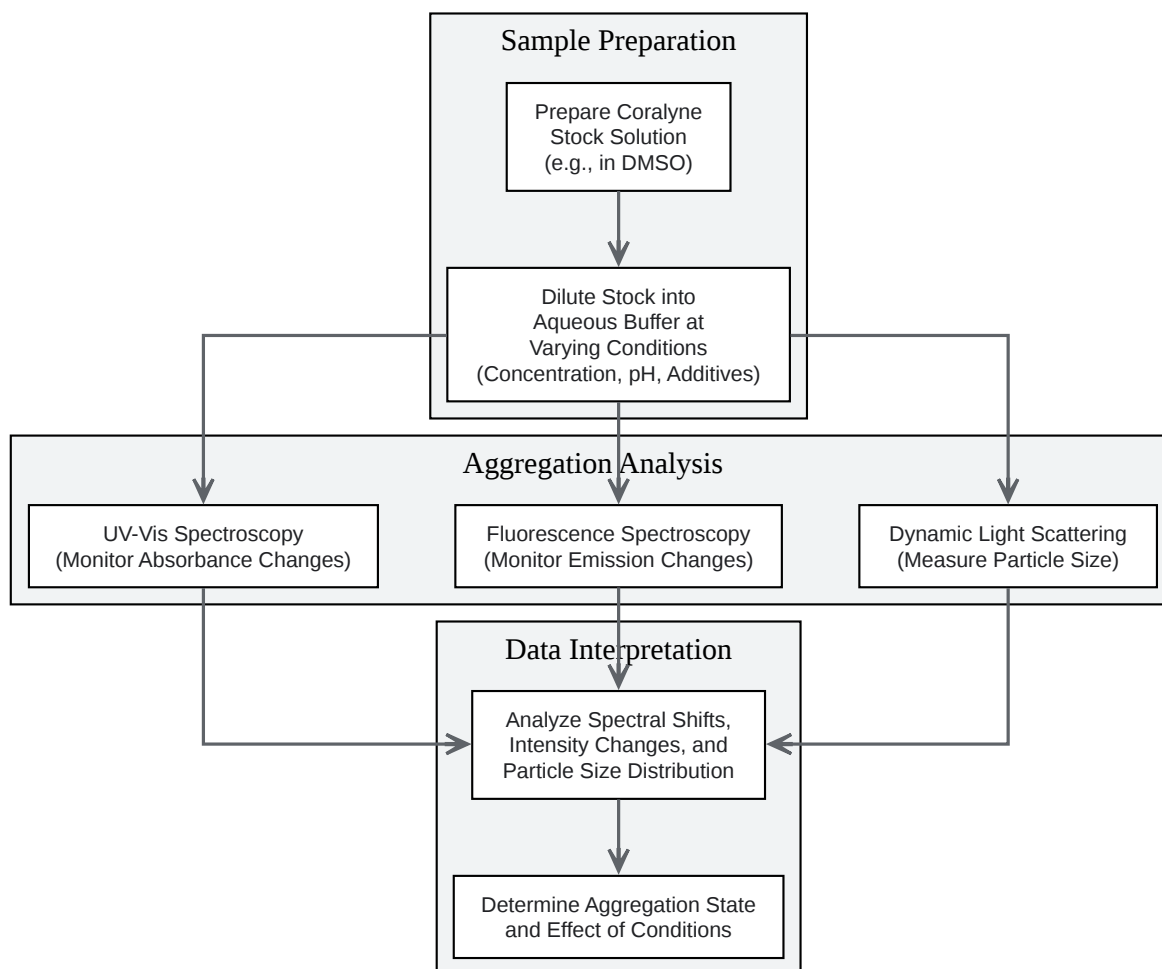 Sample Preparation
Prepare Coralyne
Stock Solution
(e.g., in DMSO)
Dilute Stock into
Aqueous Buffer at
Varying Conditions
(Concentration, pH, Additives)
Aggregation Analysis
UV-Vis Spectroscopy
(Monitor Absorbance Changes)
Fluorescence Spectroscopy
(Monitor Emission Changes)
Dynamic Light Scattering
(Measure Particle Size)
Data Interpretation
Analyze Spectral Shifts,
Intensity Changes, and
Particle Size Distribution
Determine Aggregation State
and Effect of Conditions